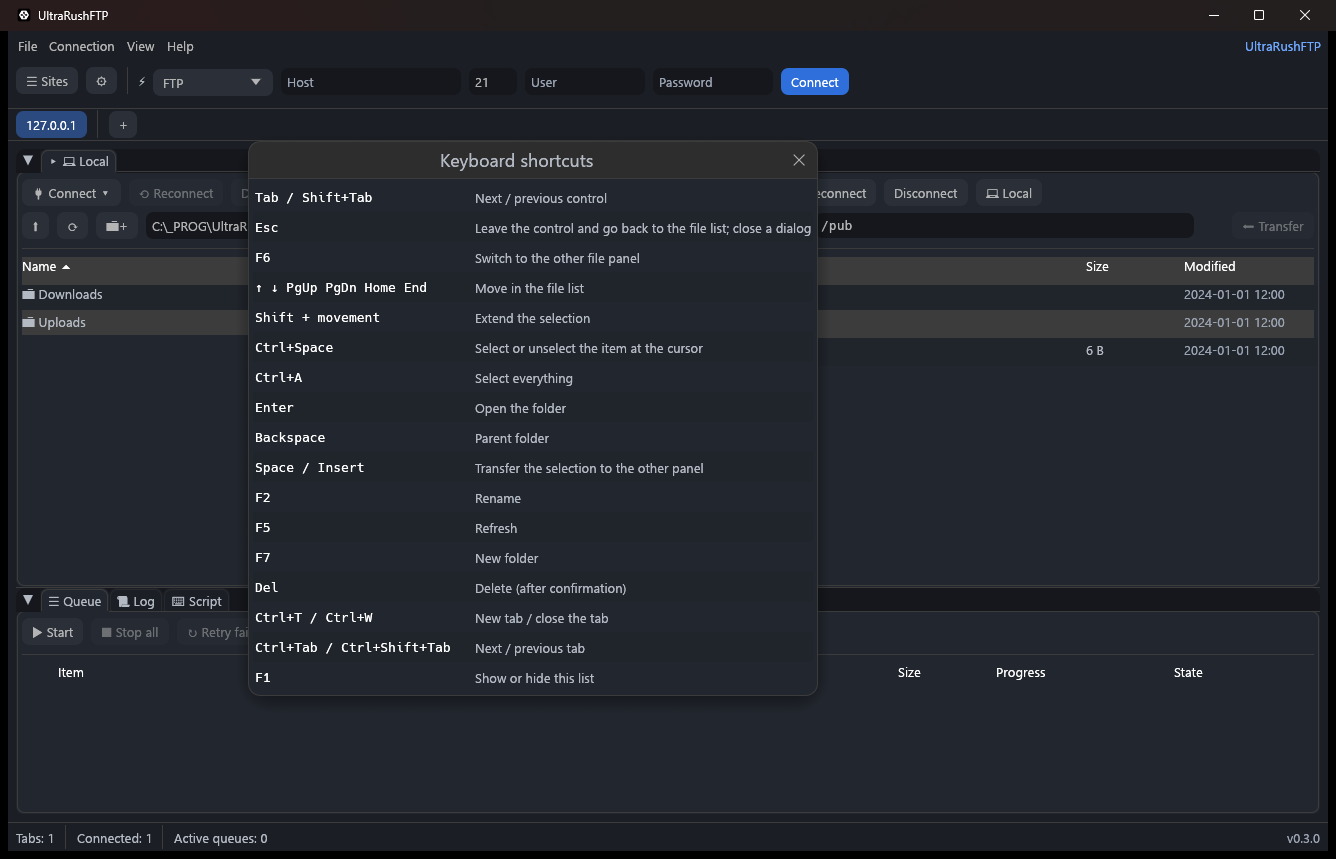 UltraRushFTP
File Connection View Help UltraRushFTP
Sites FTP Host 21 User Password Connect
127.0.0.1 +
Local Keyboard shortcuts
Connect Reconnect Disconnect Local
C:\_PROG\UltraR /pub Transfer
Name Size Modified
Downloads 2024-01-01 12:00
Uploads 2024-01-01 12:00
6 B 2024-01-01 12:00
Tab / Shift+Tab Next / previous control
Esc Leave the control and go back to the file list; close a dialog
F6 Switch to the other file panel
↑ ↓ PgUp PgDn Home End Move in the file list
Shift + movement Extend the selection
Ctrl+Space Select or unselect the item at the cursor
Ctrl+A Select everything
Enter Open the folder
Backspace Parent folder
Space / Insert Transfer the selection to the other panel
F2 Rename
F5 Refresh
F7 New folder
Del Delete (after confirmation)
Ctrl+T / Ctrl+W New tab / close the tab
Ctrl+Tab / Ctrl+Shift+Tab Next / previous tab
F1 Show or hide this list
Queue Log Script
Start Stop all Retry fai
Item Size Progress State
Tabs: 1 Connected: 1 Active queues: 0 v0.3.0